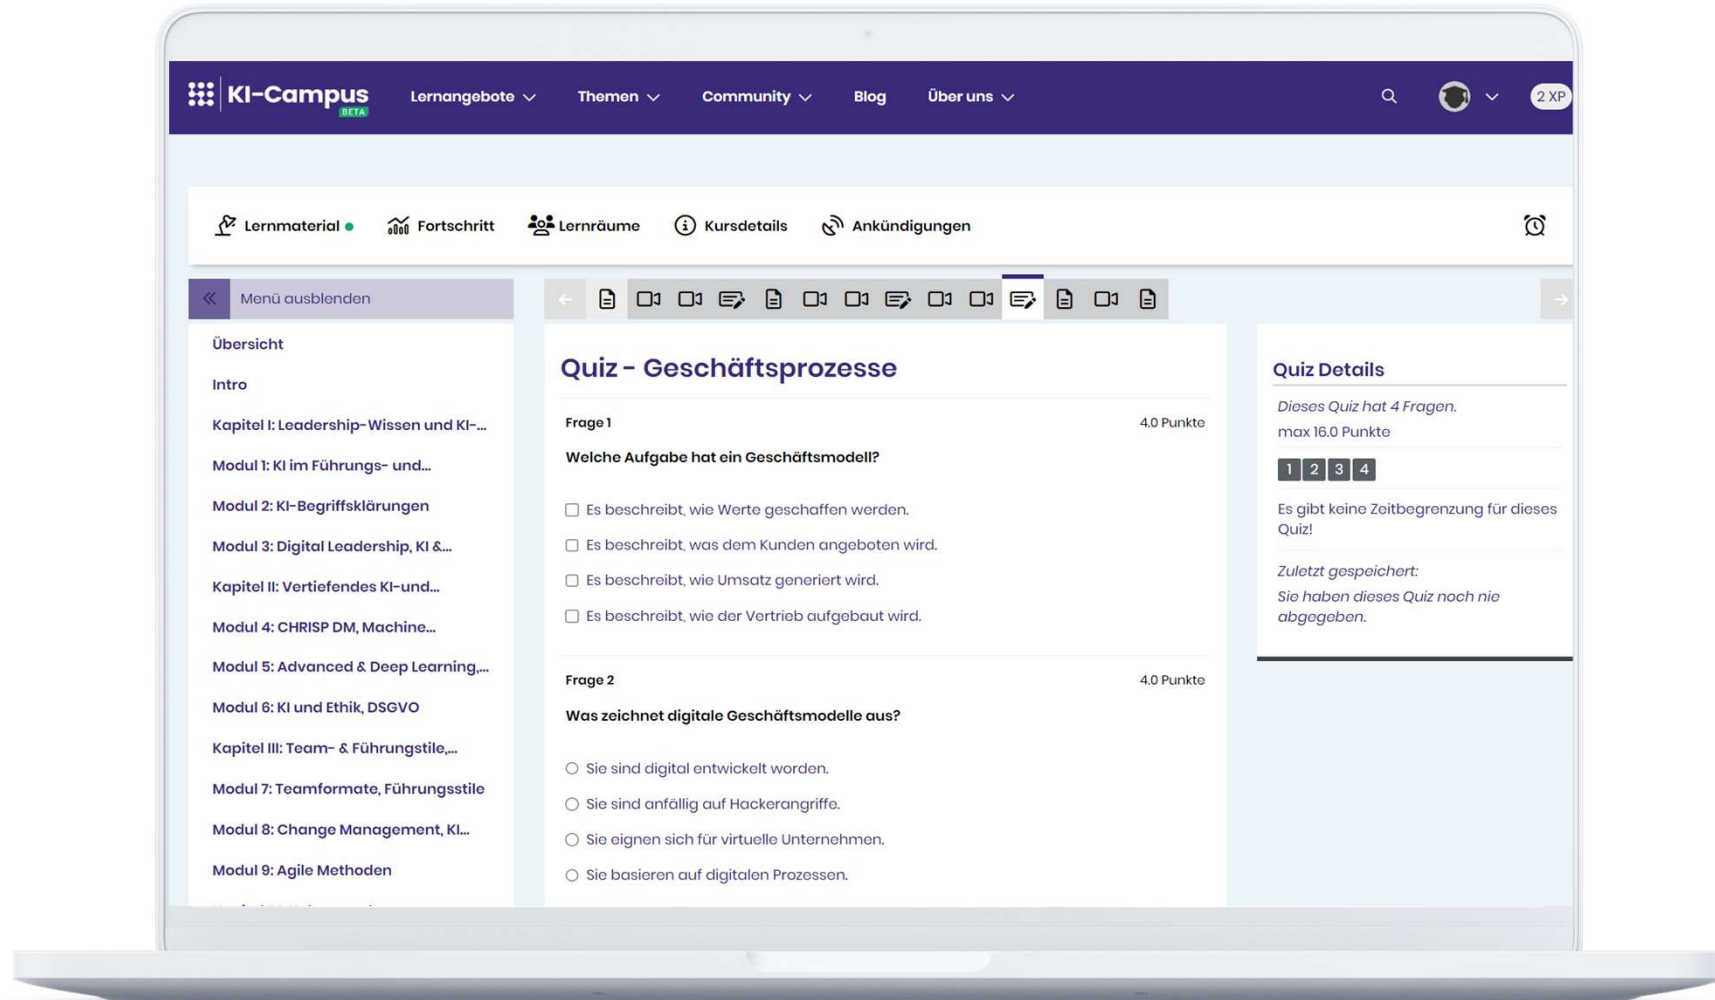 KI-Campus
BETA
Lernangebote
Themen
Community
Blog
Über uns
2 XP
Lernmaterial
Fortschritt
Lernräume
Kursdetails
Ankündigungen
Menü ausblenden
Übersicht
Intro
Kapitel I: Leadership-Wissen und KI-...
Modul 1: KI im Führungs- und...
Modul 2: KI-Begriffsklärungen
Modul 3: Digital Leadership, KI &...
Kapitel II: Vertiefendes KI-und...
Modul 4: CHRISP DM, Machine...
Modul 5: Advanced & Deep Learning,...
Modul 6: KI und Ethik, DSGVO
Kapitel III: Team- & Führungstile,...
Modul 7: Teamformate, Führungsstile
Modul 8: Change Management, KI...
Modul 9: Agile Methoden
Quiz - Geschäftsprozesse
Frage 1
4.0 Punkte
Welche Aufgabe hat ein Geschäftsmodell?
Es beschreibt, wie Werte geschaffen werden.
Es beschreibt, was dem Kunden angeboten wird.
Es beschreibt, wie Umsatz generiert wird.
Es beschreibt, wie der Vertrieb aufgebaut wird.
Frage 2
4.0 Punkte
Was zeichnet digitale Geschäftsmodelle aus?
Sie sind digital entwickelt worden.
Sie sind anfällig auf Hackerangriffe.
Sie eignen sich für virtuelle Unternehmen.
Sie basieren auf digitalen Prozessen.
Quiz Details
Dieses Quiz hat 4 Fragen.
max 16.0 Punkte
1 2 3 4
Es gibt keine Zeitbegrenzung für dieses
Quiz!
Zuletzt gespeichert:
Sie haben dieses Quiz noch nie
abgegeben.